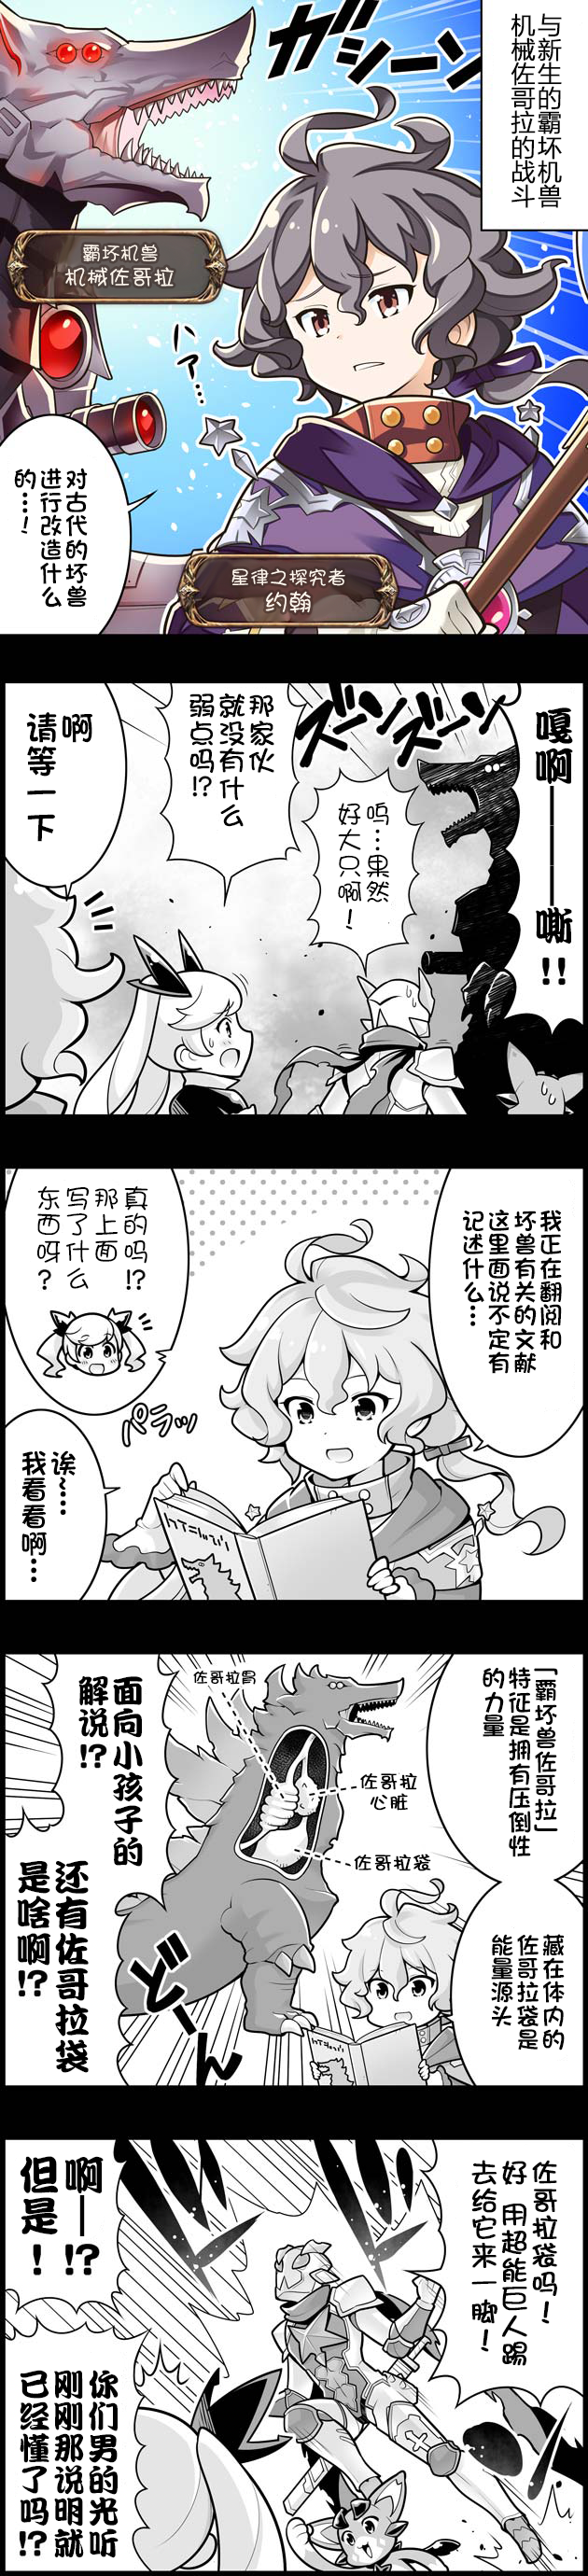 与新生的霸坏机兽
机械佐哥拉的战斗
ガシーン
霸坏机兽
机械佐哥拉
ハァ…
对古代的坏兽
进行改造什么
的…！
星律之探究者
约翰
嘎啊——嘶!!
ズズーンズーン
呜…果然
好大只啊！
那家伙
就没有什么
弱点吗!?
啊
请等一下
我正在翻阅和
坏兽有关的文献
这里面说不定有
记述什么…
真的吗!?
那上面
写了什么
东西呀？
パラッ
诶~…
我看看啊…
「霸坏兽佐哥拉」
特征是拥有压倒性
的力量
藏在体内的
佐哥拉袋是
能量源头
佐哥拉胃
佐哥拉
心脏
佐哥拉袋
どーん
面向小孩子的
解说!?
还有佐哥拉袋
是啥啊!?
佐哥拉袋吗！
好 用超能巨人踢
去给它来一脚！
啊—!?
但是！
你们男的光听
刚刚那说明就
已经懂了吗!?